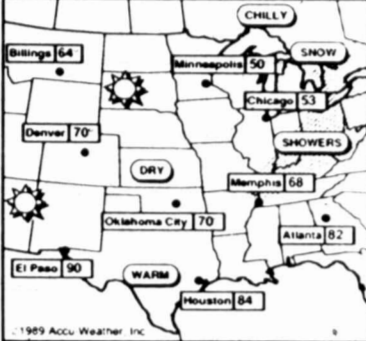 CHILLY
Billings 64
SNOW
Minneapolis 50
Chicago 53
Denver 70
SHOWERS
DRY
Memphis 68
Oklahoma City 70
Atlanta 82
El Paso 90
WARM
Houston 84
1989 Accu Weather, Inc